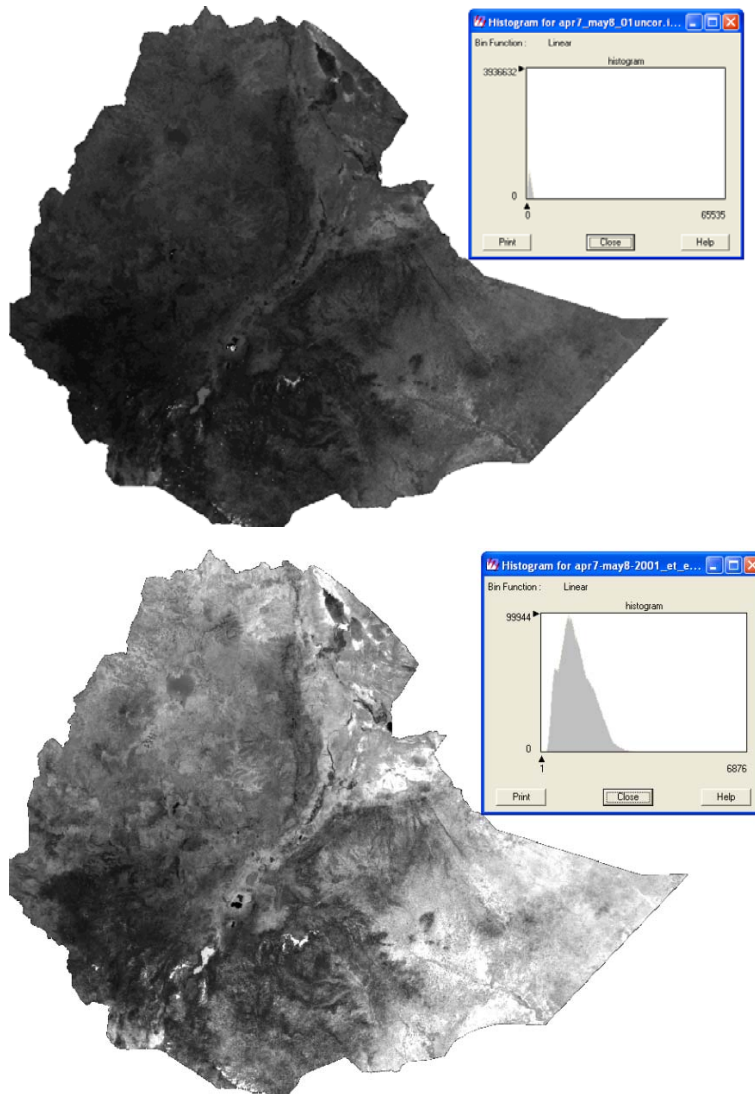 Histogram for apr7_may8_01uncor.i...
Bin Function : Linear
histogram
3936632
0
0 65535
Print Close Help
Histogram for apr7-may8-2001_et_e...
Bin Function : Linear
histogram
99944
0
1 6876
Print Close Help